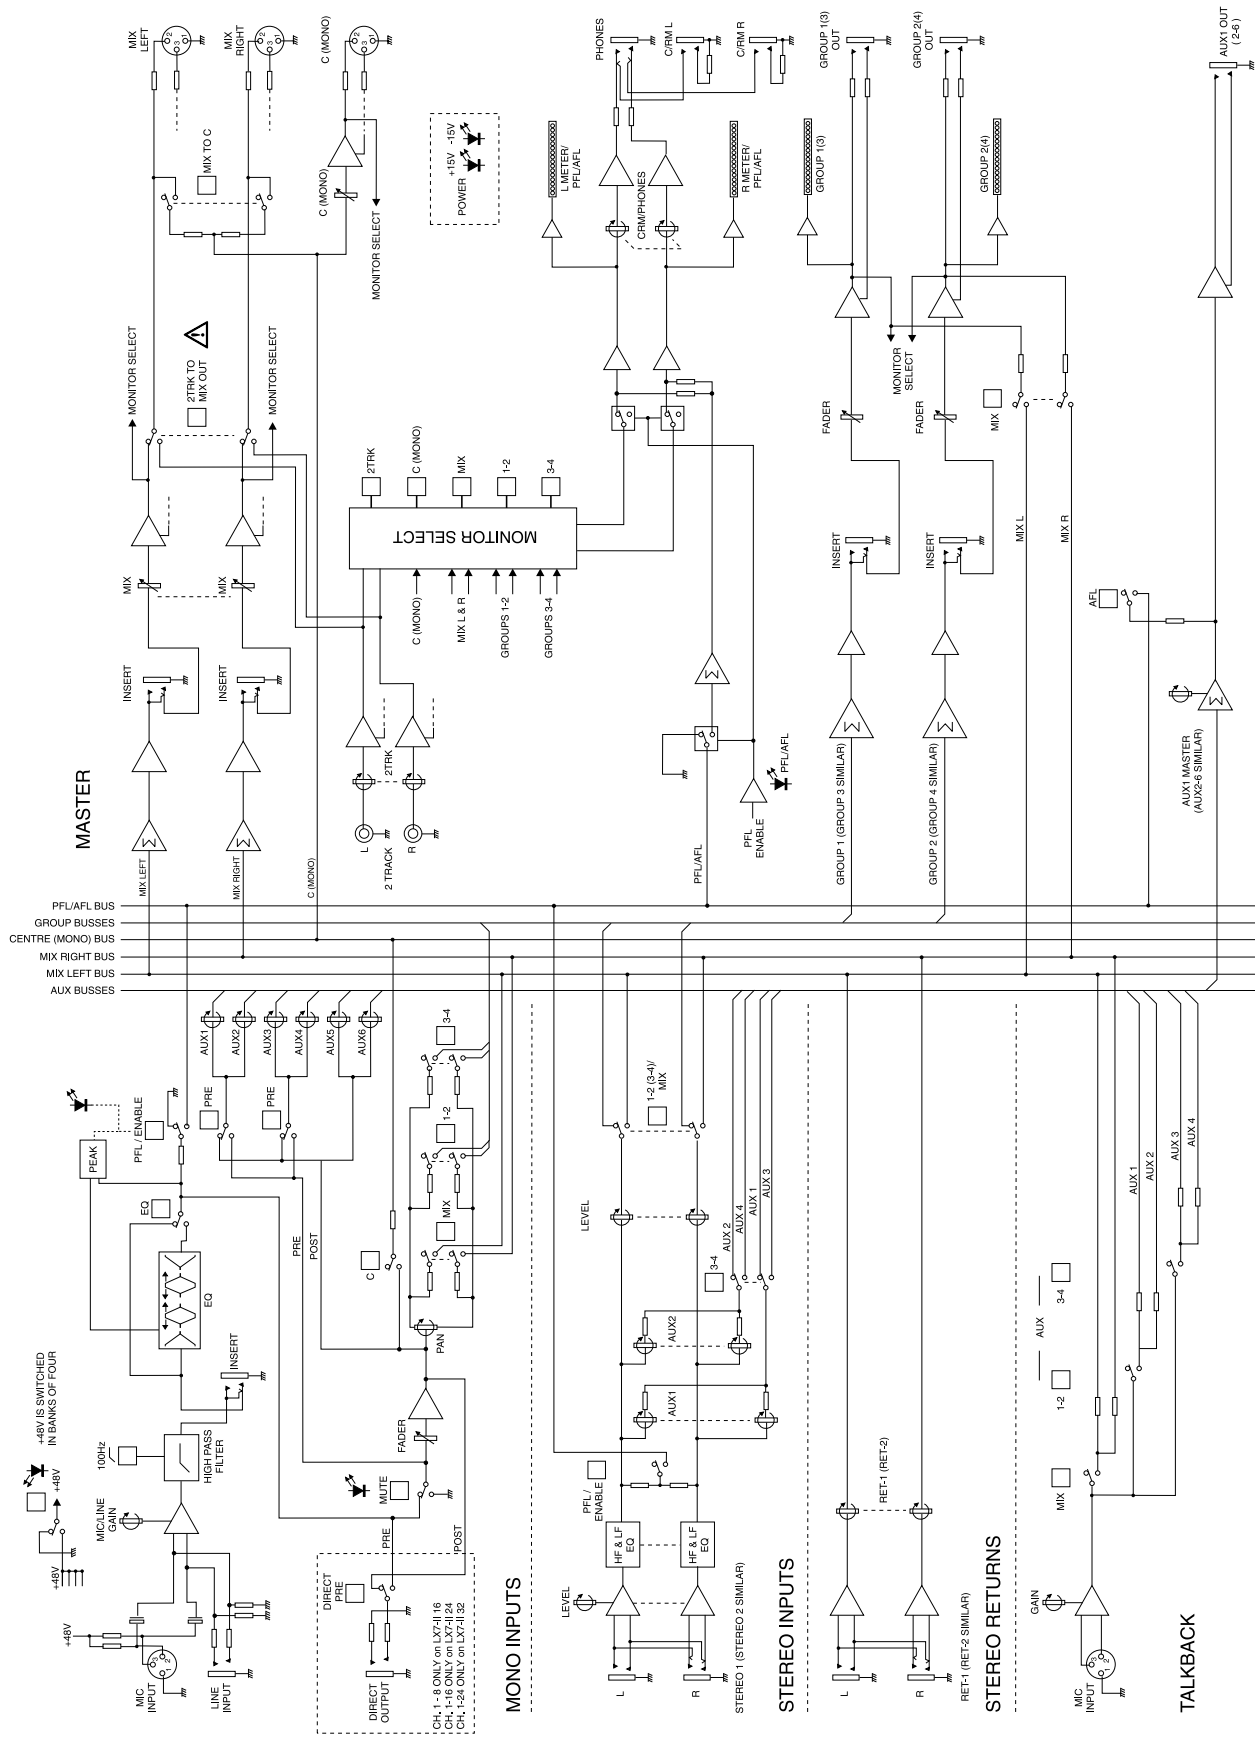 MASTER
MIX LEFT
MIX RIGHT
C (MONO)
MIX TO C
C (MONO)
MONITOR SELECT
MONITOR SELECT
2TRK TO
MIX OUT
MONITOR SELECT
MIX
MIX
INSERT
INSERT
MIX LEFT
MIX RIGHT
C (MONO)
+15V -15V
POWER
PHONES
C/RM L
C/RM R
L METER/
PFL/AFL
CRM/PHONES
R METER/
PFL/AFL
2TRK
C (MONO)
MIX
1-2
3-4
MONITOR SELECT
C (MONO)
MIX L & R
GROUPS 1-2
GROUPS 3-4
2TRK
L
R
2 TRACK
PFL/AFL
PFL
ENABLE
PFL/AFL
GROUP 1(3)
OUT
GROUP 2(4)
OUT
GROUP 1(3)
GROUP 2(4)
MONITOR
SELECT
FADER
FADER
MIX
INSERT
INSERT
MIX L
MIX R
GROUP 1 (GROUP 3 SIMILAR)
GROUP 2 (GROUP 4 SIMILAR)
AUX1 OUT
( 2-6 )
AFL
AUX1 MASTER
(AUX2-6 SIMILAR)
PFL/AFL BUS
GROUP BUSSES
CENTRE (MONO) BUS
MIX RIGHT BUS
MIX LEFT BUS
AUX BUSSES
MONO INPUTS
+48V IS SWITCHED
IN BANKS OF FOUR
+48V
+48V
+48V
MIC
INPUT
3
2
1
LINE
INPUT
MIC/LINE
GAIN
100Hz
HIGH PASS
FILTER
INSERT
EQ
EQ
PEAK
PFL / ENABLE
PRE
PRE
AUX1
AUX2
AUX3
AUX4
AUX5
AUX6
PRE
POST
C
MIX
1-2
3-4
PAN
FADER
MUTE
PRE
POST
DIRECT
PRE
DIRECT
OUTPUT
CH. 1 - 8 ONLY on LX7-II 16
CH. 1-16 ONLY on LX7-II 24
CH. 1-24 ONLY on LX7-II 32
STEREO INPUTS
L
R
STEREO 1 (STEREO 2 SIMILAR)
LEVEL
HF & LF
EQ
HF & LF
EQ
PFL /
ENABLE
AUX1
AUX2
3-4
AUX 2
AUX 4
AUX 1
AUX 3
LEVEL
1-2 (3-4)/
MIX
STEREO RETURNS
L
R
RET-1 (RET-2 SIMILAR)
RET-1 (RET-2)
TALKBACK
MIC
INPUT
3
2
1
GAIN
MIX
1-2
AUX
3-4
AUX 1
AUX 2
AUX 3
AUX 4